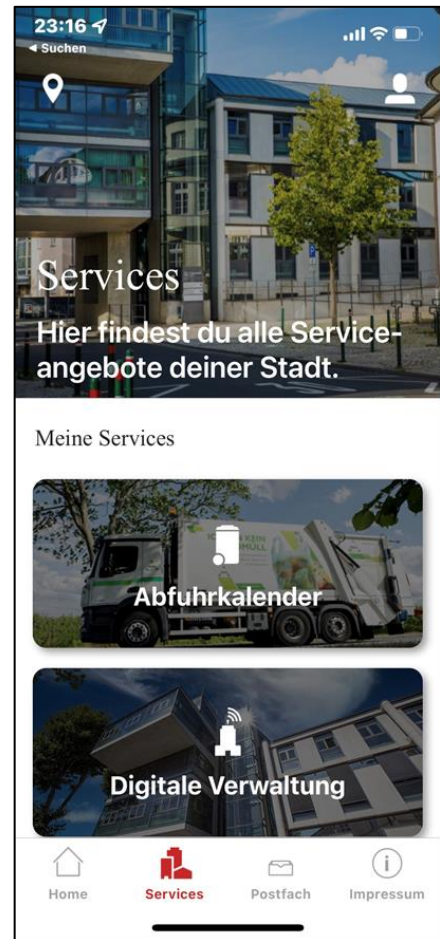 23:16
Suchen
Services
Hier findest du alle Service-
angebote deiner Stadt.
Meine Services
Abfuhrkalender
Digitale Verwaltung
Home Services Postfach Impressum